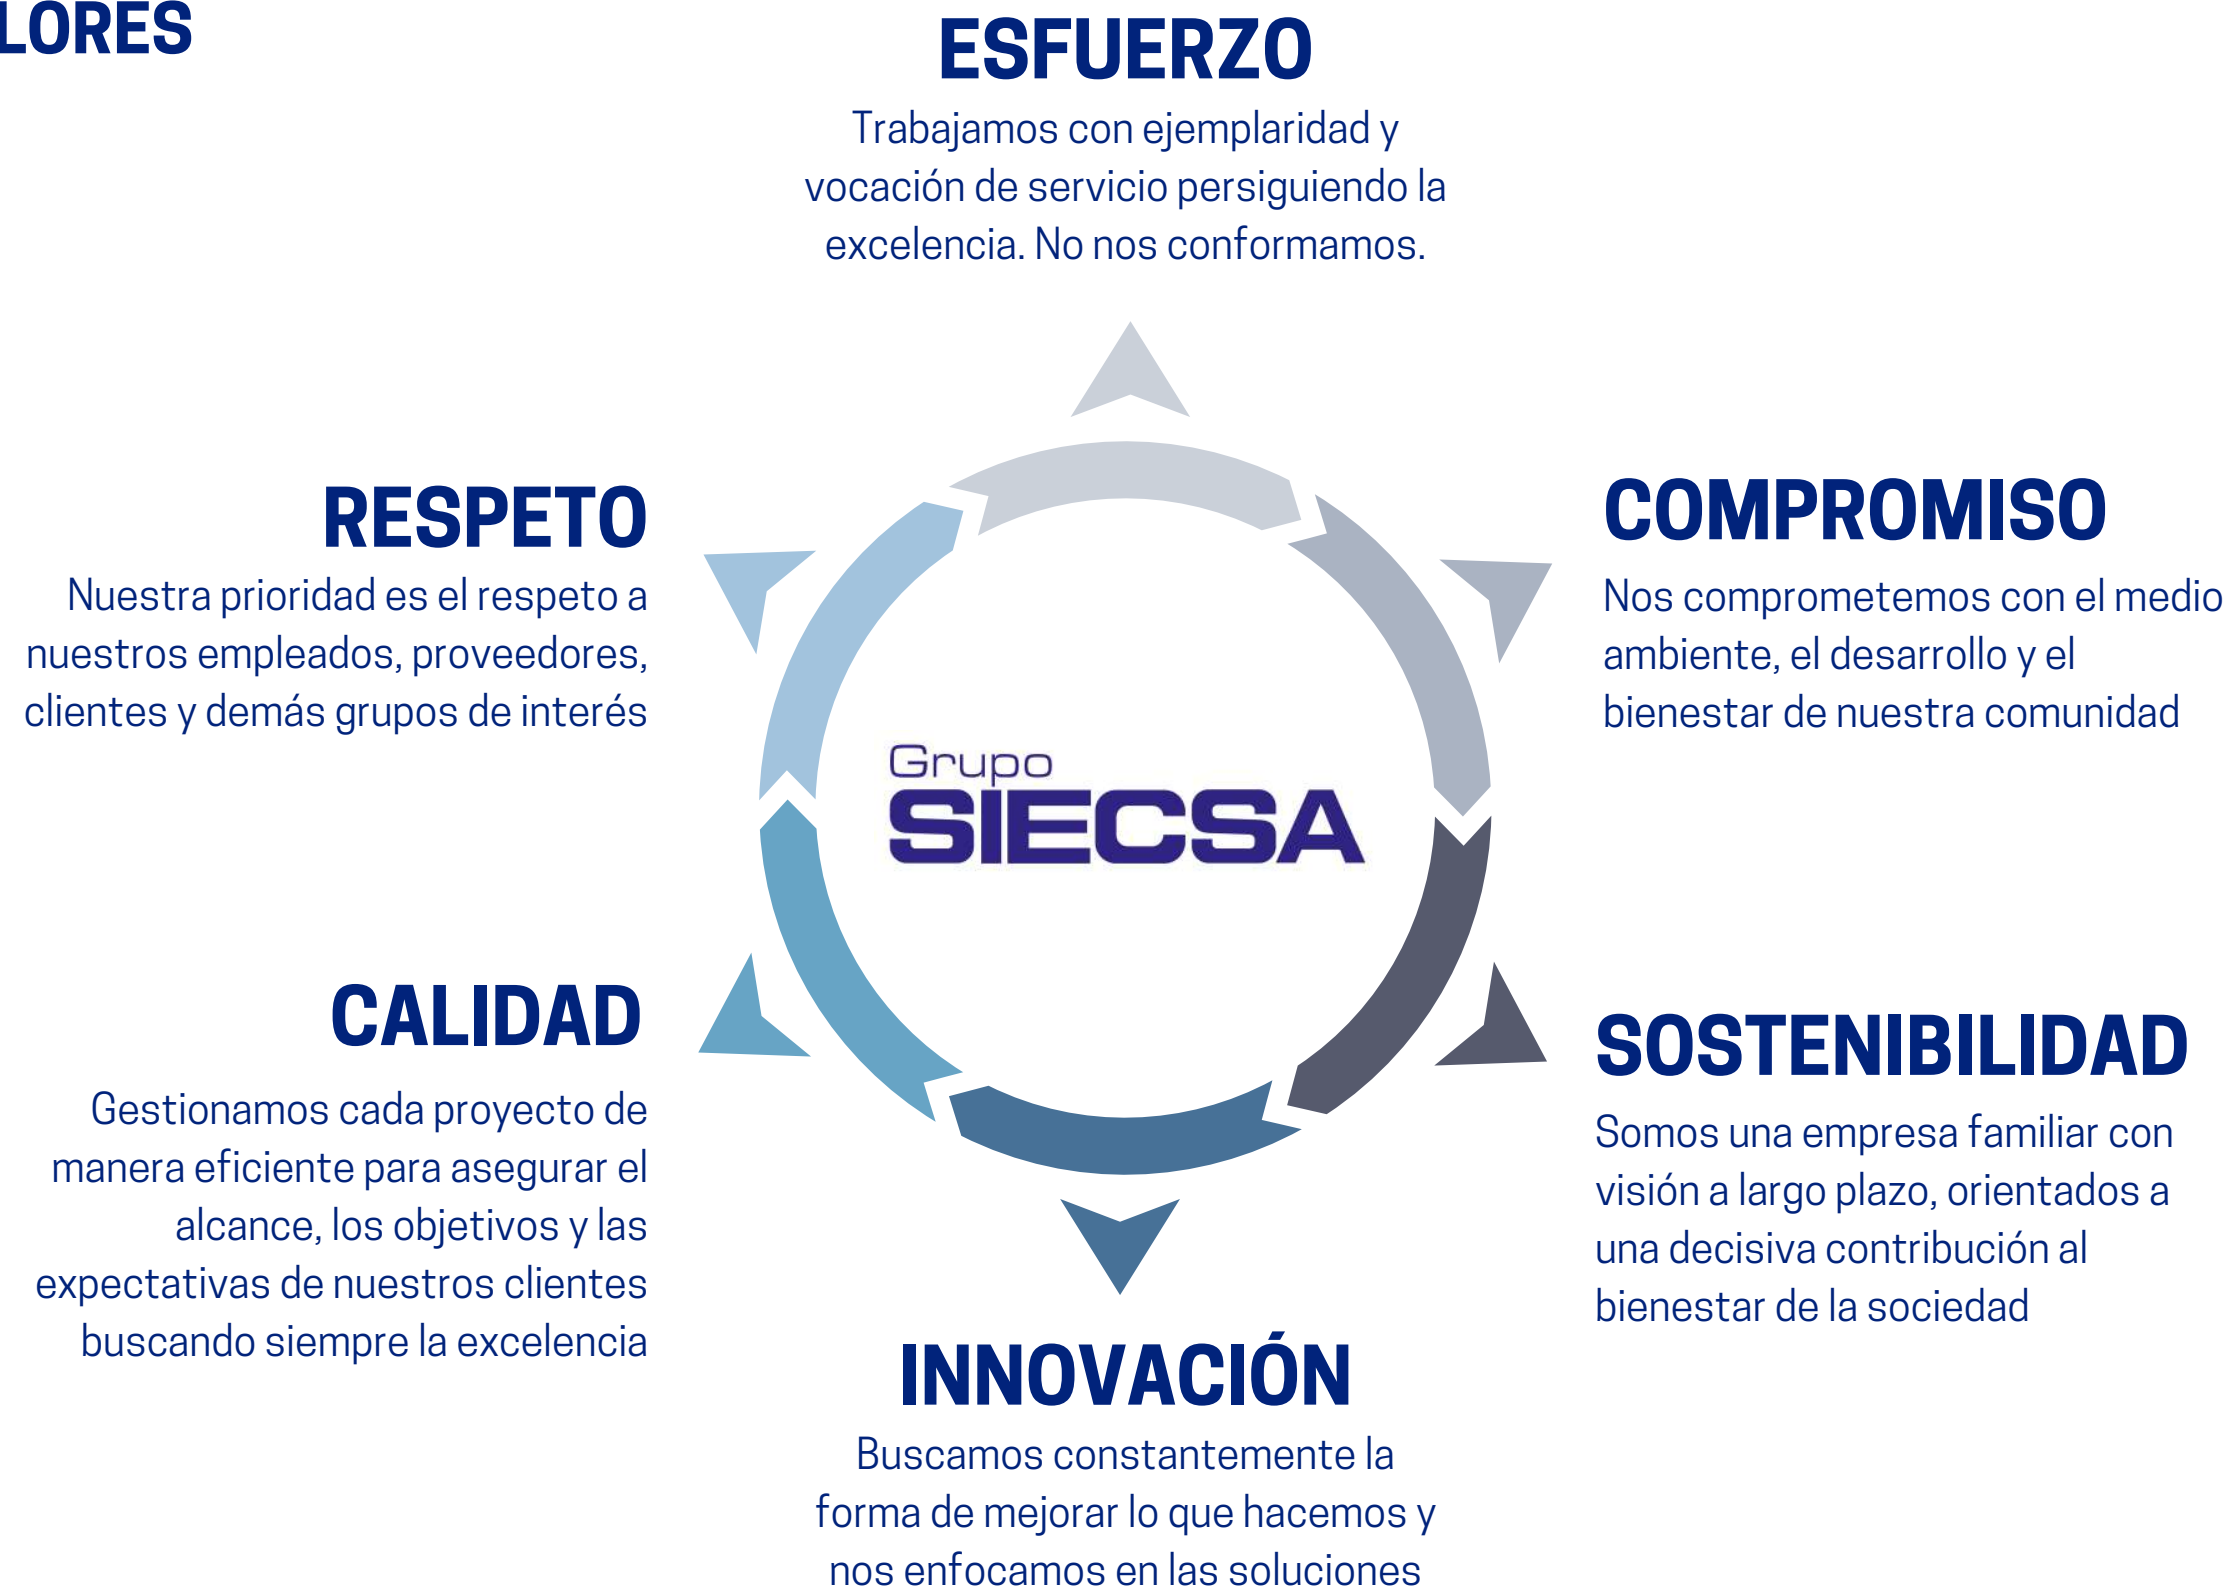 LORES
ESFUERZO
Trabajamos con ejemplaridad y
vocación de servicio persiguiendo la
excelencia. No nos conformamos.
RESPETO
Nuestra prioridad es el respeto a
nuestros empleados, proveedores,
clientes y demás grupos de interés
COMPROMISO
Nos comprometemos con el medio
ambiente, el desarrollo y el
bienestar de nuestra comunidad
Grupo
SIECSA
CALIDAD
Gestionamos cada proyecto de
manera eficiente para asegurar el
alcance, los objetivos y las
expectativas de nuestros clientes
buscando siempre la excelencia
SOSTENIBILIDAD
Somos una empresa familiar con
visión a largo plazo, orientados a
una decisiva contribución al
bienestar de la sociedad
INNOVACIÓN
Buscamos constantemente la
forma de mejorar lo que hacemos y
nos enfocamos en las soluciones